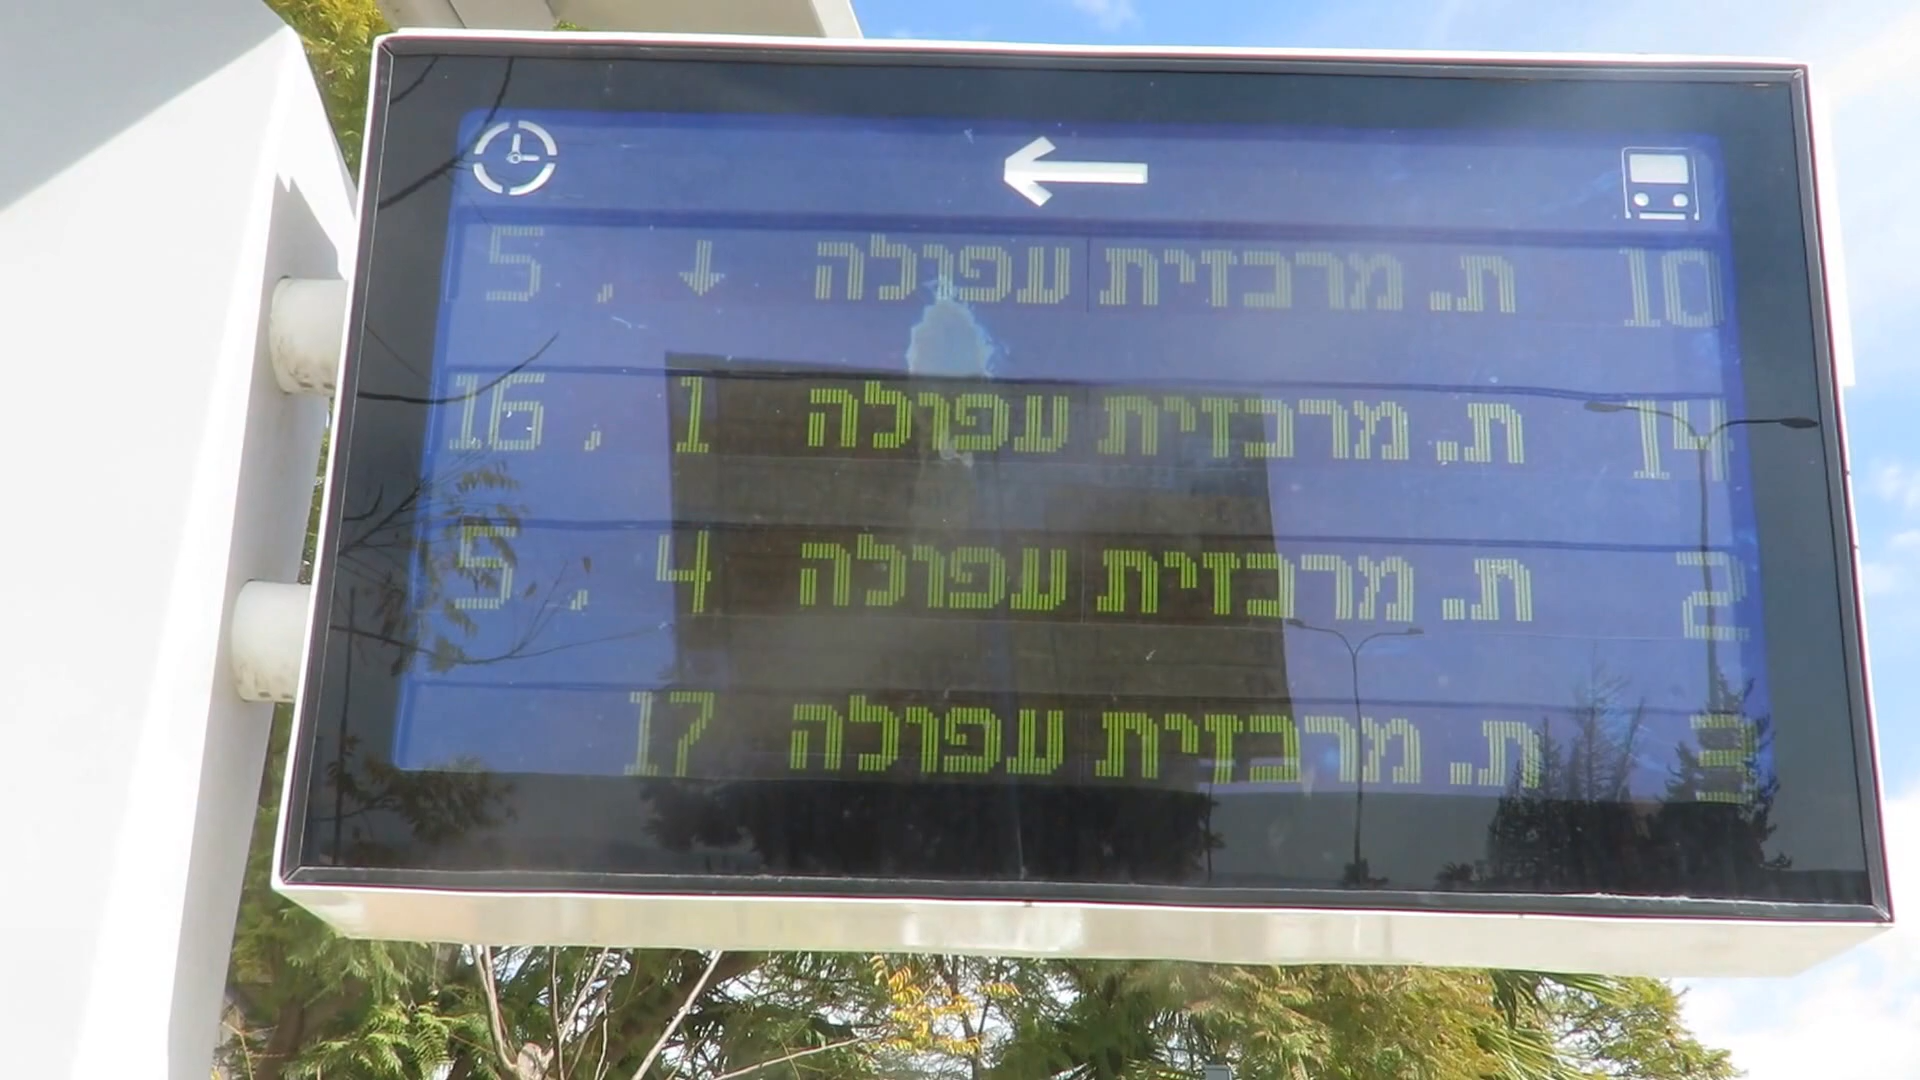 10 ת. מרכזית עפולה ↓ , 5
14 ת. מרכזית עפולה 1 , 16
2 ת. מרכזית עפולה 4 , 5
3 ת. מרכזית עפולה 17